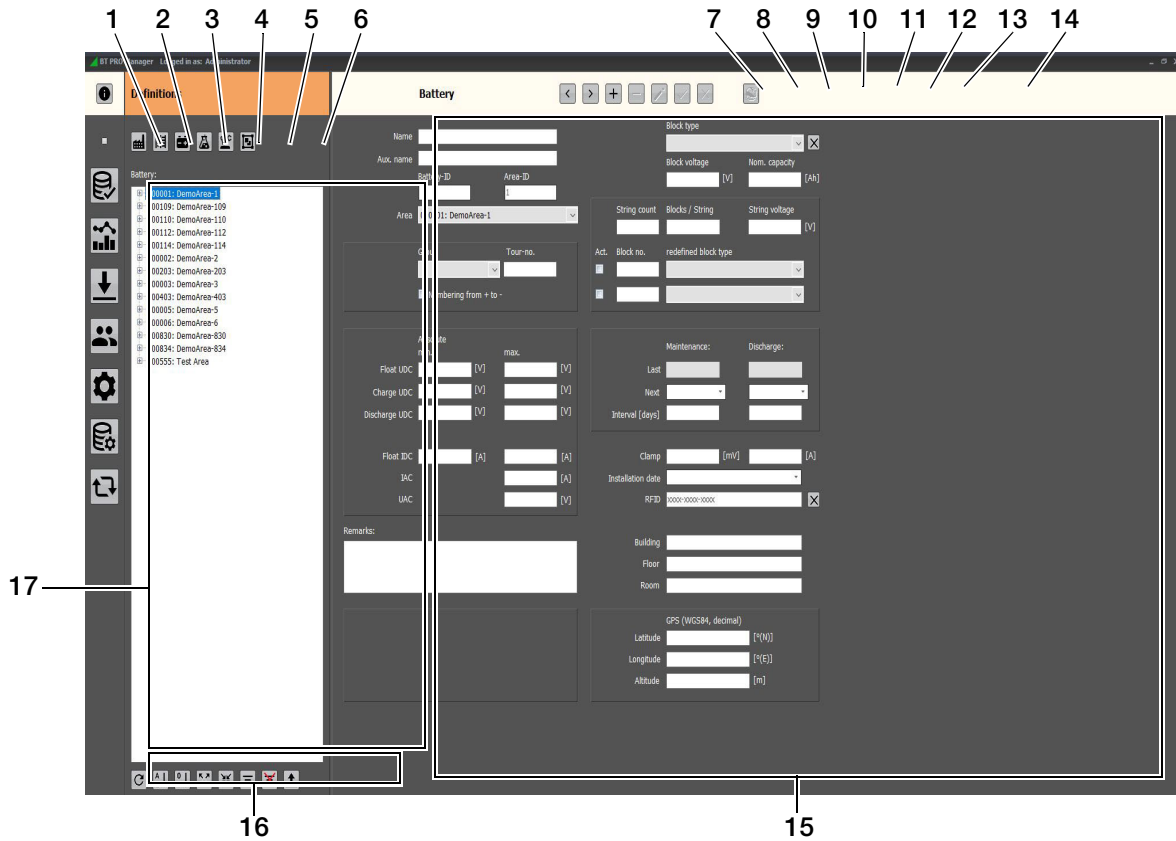 1 2 3 4 5 6 7 8 9 10 11 12 13 14
BT PRO Manager Logged in as: Administrator
Definitions
Battery
Block type
Name
Aux. name
Block voltage Nom. capacity
[V] [Ah]
Battery:
Battery-ID Area-ID
1
00001: DemoArea-1
00109: DemoArea-109
00110: DemoArea-110
00112: DemoArea-112
00114: DemoArea-114
00002: DemoArea-2
00203: DemoArea-203
00003: DemoArea-3
00403: DemoArea-403
00005: DemoArea-5
00006: DemoArea-6
00830: DemoArea-830
00834: DemoArea-834
00555: Test Area
Area 01: DemoArea-1
String count Blocks / String String voltage
[V]
Tour-no.
Numbering from + to -
Act. Block no. redefined block type
Absolute
max.
Float UDC [V] [V]
Charge UDC [V] [V]
Discharge UDC [V] [V]
Float IDC [A] [A]
IAC [A]
UAC [V]
Maintenance: Discharge:
Last
Next
Interval [days]
Clamp [mV] [A]
Installation date
RFID xxxx-xxxx-xxxx
Remarks:
Building
Floor
Room
GPS (WGS84, decimal)
Latitude [°(N)]
Longitude [°(E)]
Altitude [m]
17
16
15